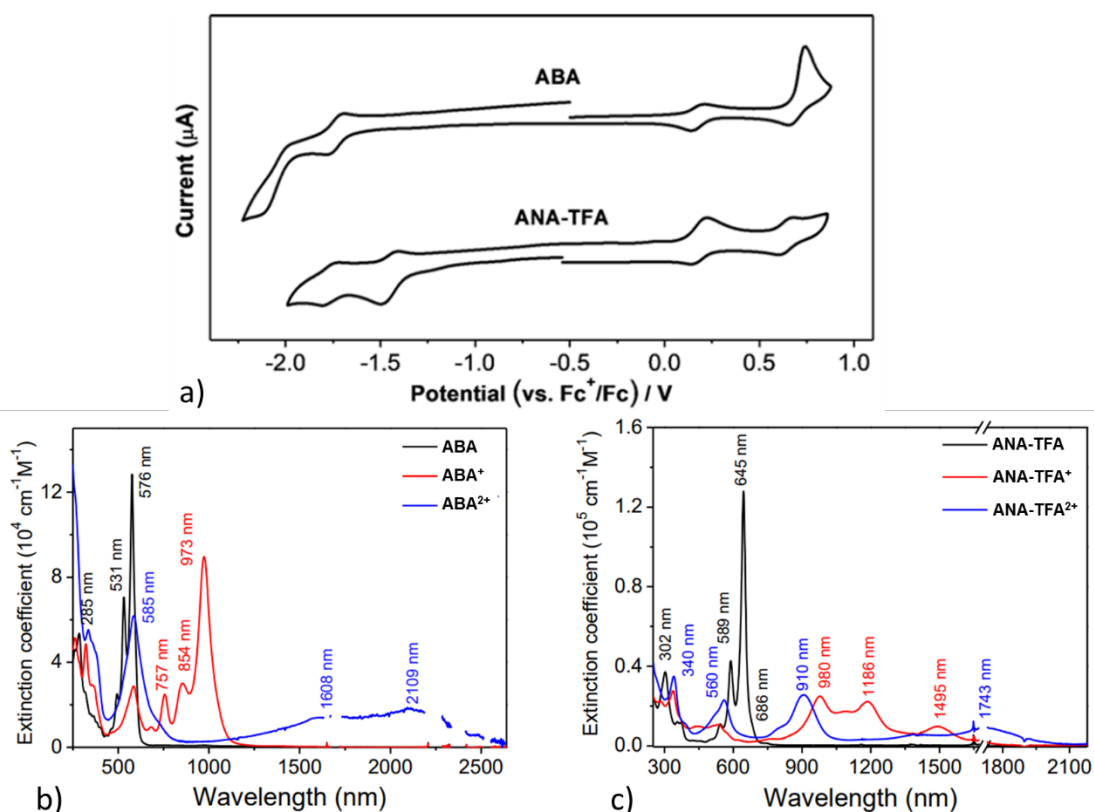 ABA
ANA-TFA
Current (μA)
-2.0 -1.5 -1.0 -0.5 0.0 0.5 1.0
Potential (vs. Fc⁺/Fc) / V
a)
Extinction coefficient (10⁴ cm⁻¹M⁻¹)
12
8
4
0
285 nm
531 nm
576 nm
585 nm
757 nm
854 nm
973 nm
1608 nm
2109 nm
ABA
ABA⁺
ABA²⁺
500 1000 1500 2000 2500
Wavelength (nm)
b)
Extinction coefficient (10⁵ cm⁻¹M⁻¹)
1.6
1.2
0.8
0.4
0.0
302 nm
340 nm
560 nm
589 nm
645 nm
686 nm
910 nm
980 nm
1186 nm
1495 nm
1743 nm
ANA-TFA
ANA-TFA⁺
ANA-TFA²⁺
300 600 900 1200 1500 1800 2100
Wavelength (nm)
c)